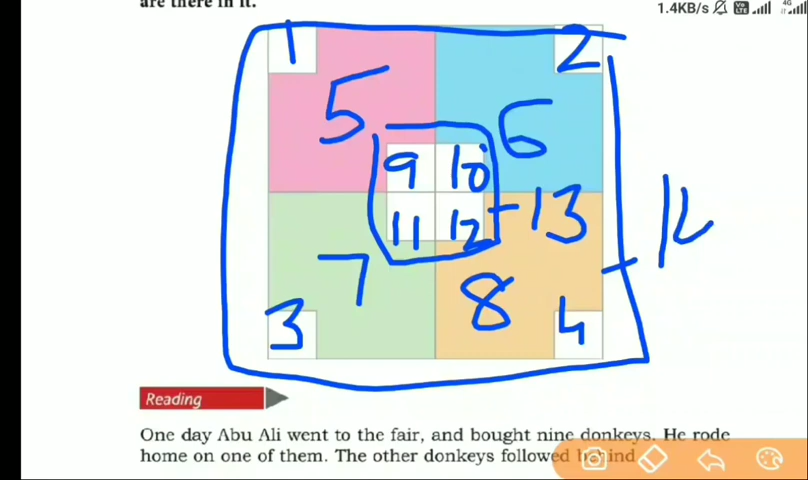 are there in it.
1.4KB/s 4G
1 2
5 6
9 10
13
11 12
7 8
3 4
Reading
One day Abu Ali went to the fair, and bought nine donkeys. He rode
home on one of them. The other donkeys followed behind